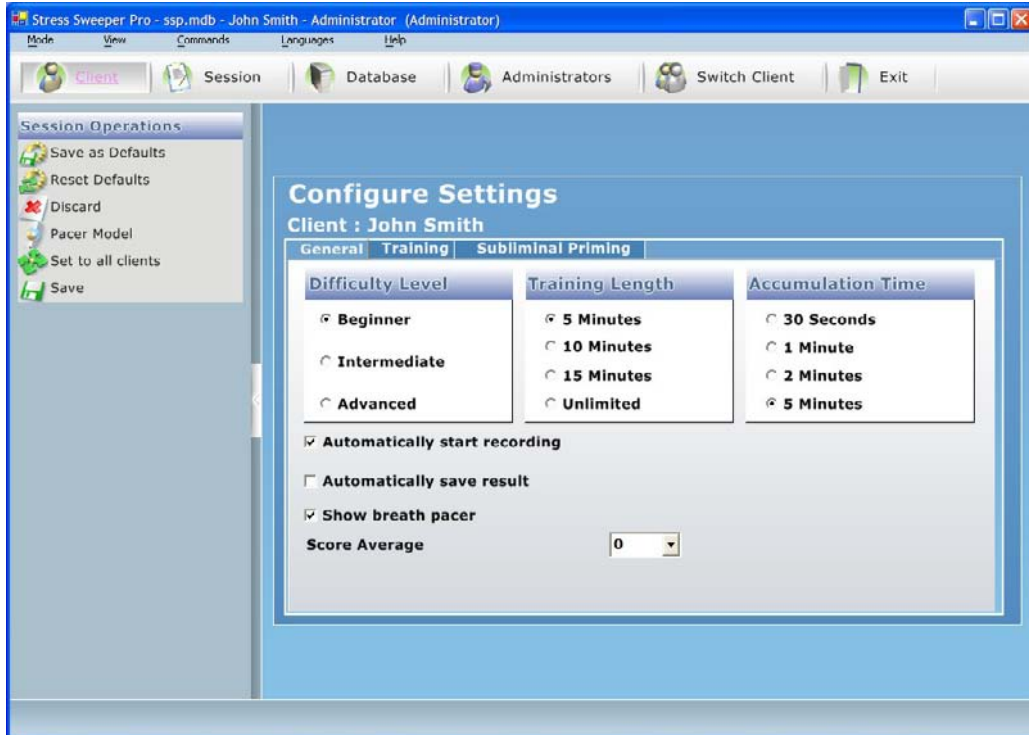 Stress Sweeper Pro - ssp.mdb - John Smith - Administrator (Administrator)
Mode View Commands Languages Help
Client Session Database Administrators Switch Client Exit
Session Operations
Save as Defaults
Reset Defaults
Discard
Pacer Model
Set to all clients
Save
Configure Settings
Client : John Smith
General Training Subliminal Priming
Difficulty Level Training Length Accumulation Time
Beginner 5 Minutes 30 Seconds
10 Minutes 1 Minute
Intermediate
15 Minutes 2 Minutes
Advanced Unlimited 5 Minutes
Automatically start recording
Automatically save result
Show breath pacer
Score Average 0